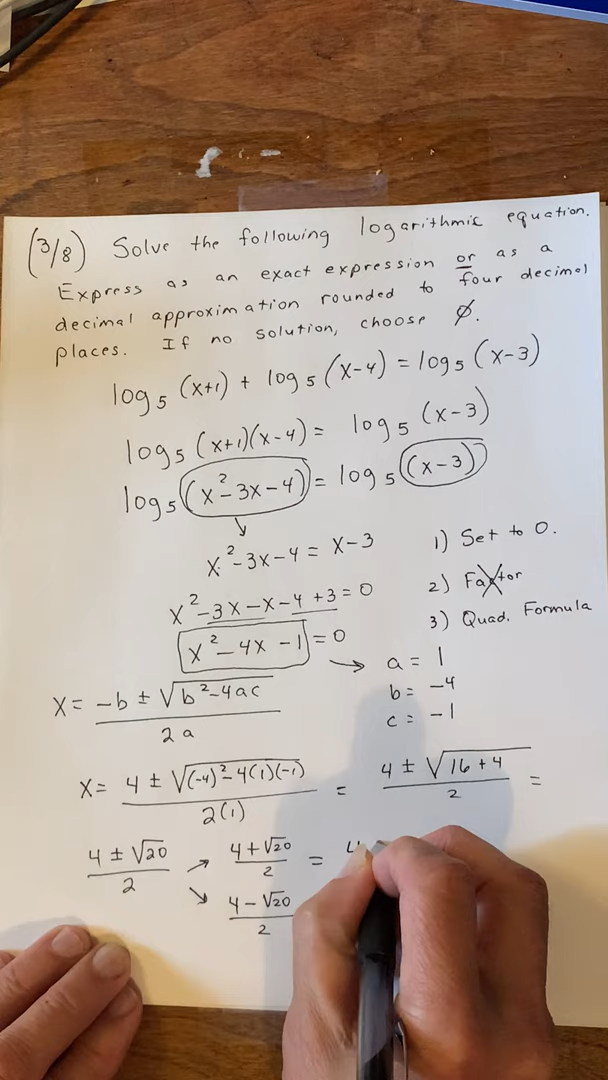 (3/8) Solve the following logarithmic equation.
Express as an exact expression or as a
decimal approximation rounded to four decimal
places. If no solution, choose Ø.
log₅ (x+1) + log₅ (x-4) = log₅ (x-3)
log₅ (x+1)(x-4) = log₅ (x-3)
log₅ (x²-3x-4) = log₅ (x-3)
↓
x²-3x-4 = x-3
1) Set to 0.
x²-3x-x-4+3=0
2) Factor
x²-4x-1=0
3) Quad. Formula
→ a = 1
b = -4
c = -1
x = (-b ± √(b²-4ac))/(2a)
x = (4 ± √((-4)²-4(1)(-1)))/(2(1)) = (4 ± √(16+4))/2 =
(4 ± √20)/2 ↗ (4+√20)/2 = 4
↘ (4-√20)/2